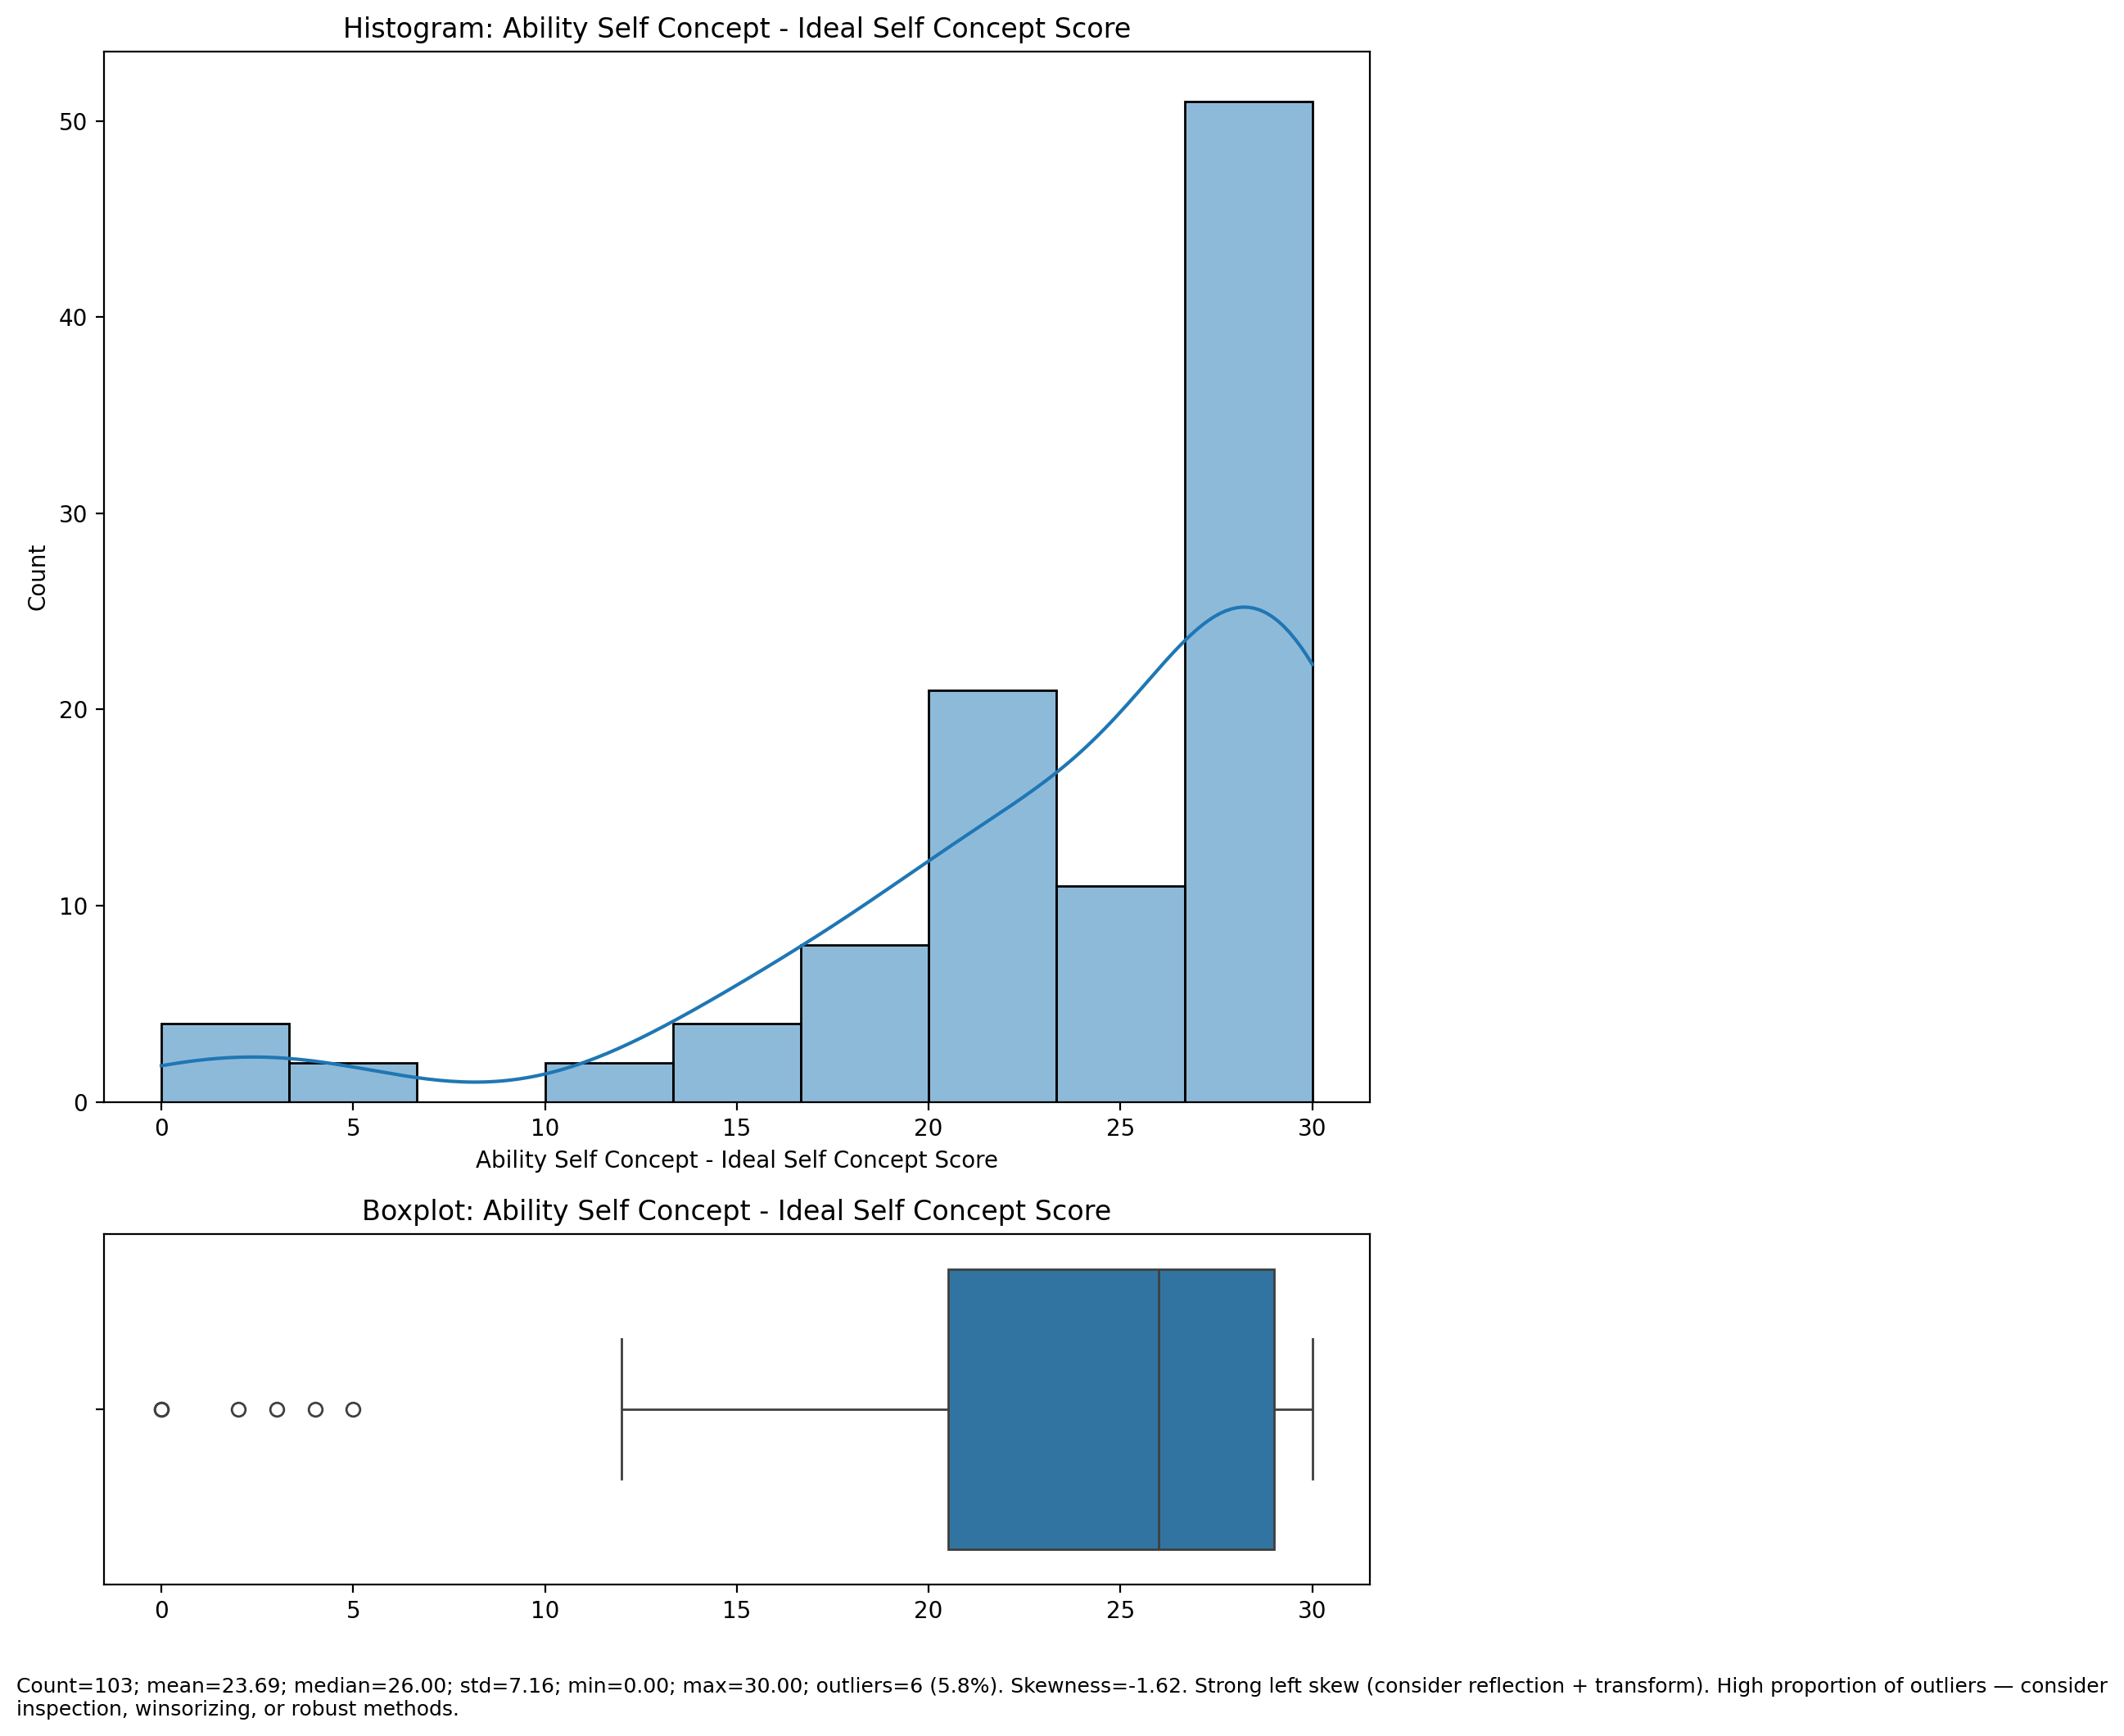 Histogram: Ability Self Concept - Ideal Self Concept Score
50
40
30
20
10
0
Count
0 5 10 15 20 25 30
Ability Self Concept - Ideal Self Concept Score
Boxplot: Ability Self Concept - Ideal Self Concept Score
0 5 10 15 20 25 30
Count=103; mean=23.69; median=26.00; std=7.16; min=0.00; max=30.00; outliers=6 (5.8%). Skewness=-1.62. Strong left skew (consider reflection + transform). High proportion of outliers — consider
inspection, winsorizing, or robust methods.